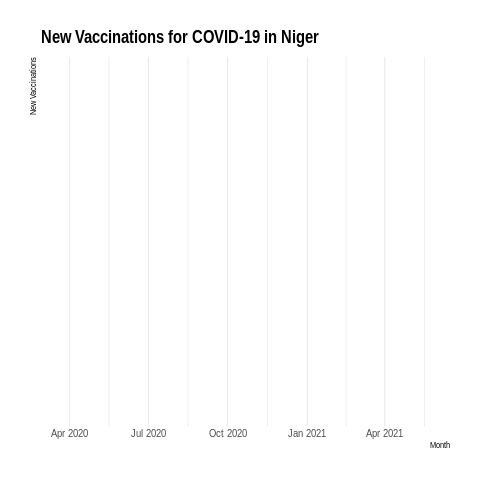 New Vaccinations for COVID-19 in Niger
New Vaccinations
Apr 2020 Jul 2020 Oct 2020 Jan 2021 Apr 2021
Month